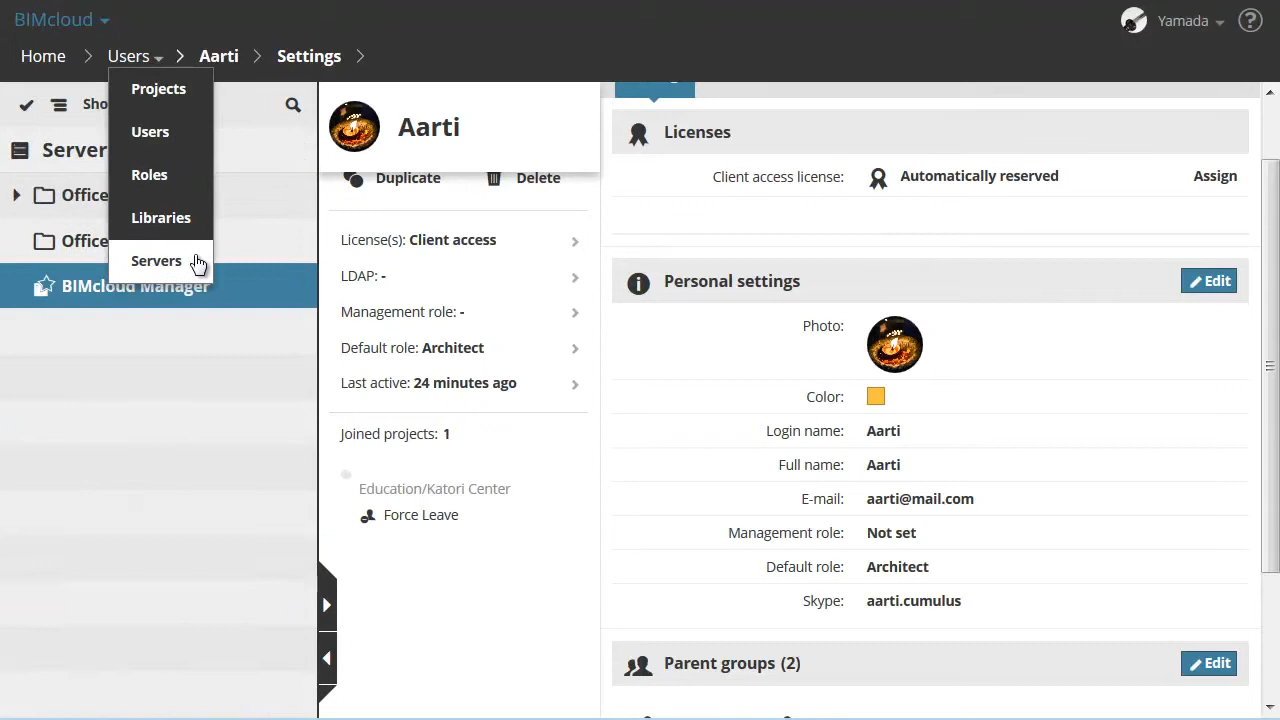 BIMcloud
Yamada
Home
Users
Aarti
Settings
Projects
Users
Roles
Libraries
Servers
Sho
Server
Office
Office
BIMcloud Manager
Aarti
Duplicate
Delete
License(s): Client access
LDAP: -
Management role: -
Default role: Architect
Last active: 24 minutes ago
Joined projects: 1
Education/Katori Center
Force Leave
Licenses
Client access license: Automatically reserved Assign
Personal settings Edit
Photo:
Color:
Login name: Aarti
Full name: Aarti
E-mail: aarti@mail.com
Management role: Not set
Default role: Architect
Skype: aarti.cumulus
Parent groups (2) Edit